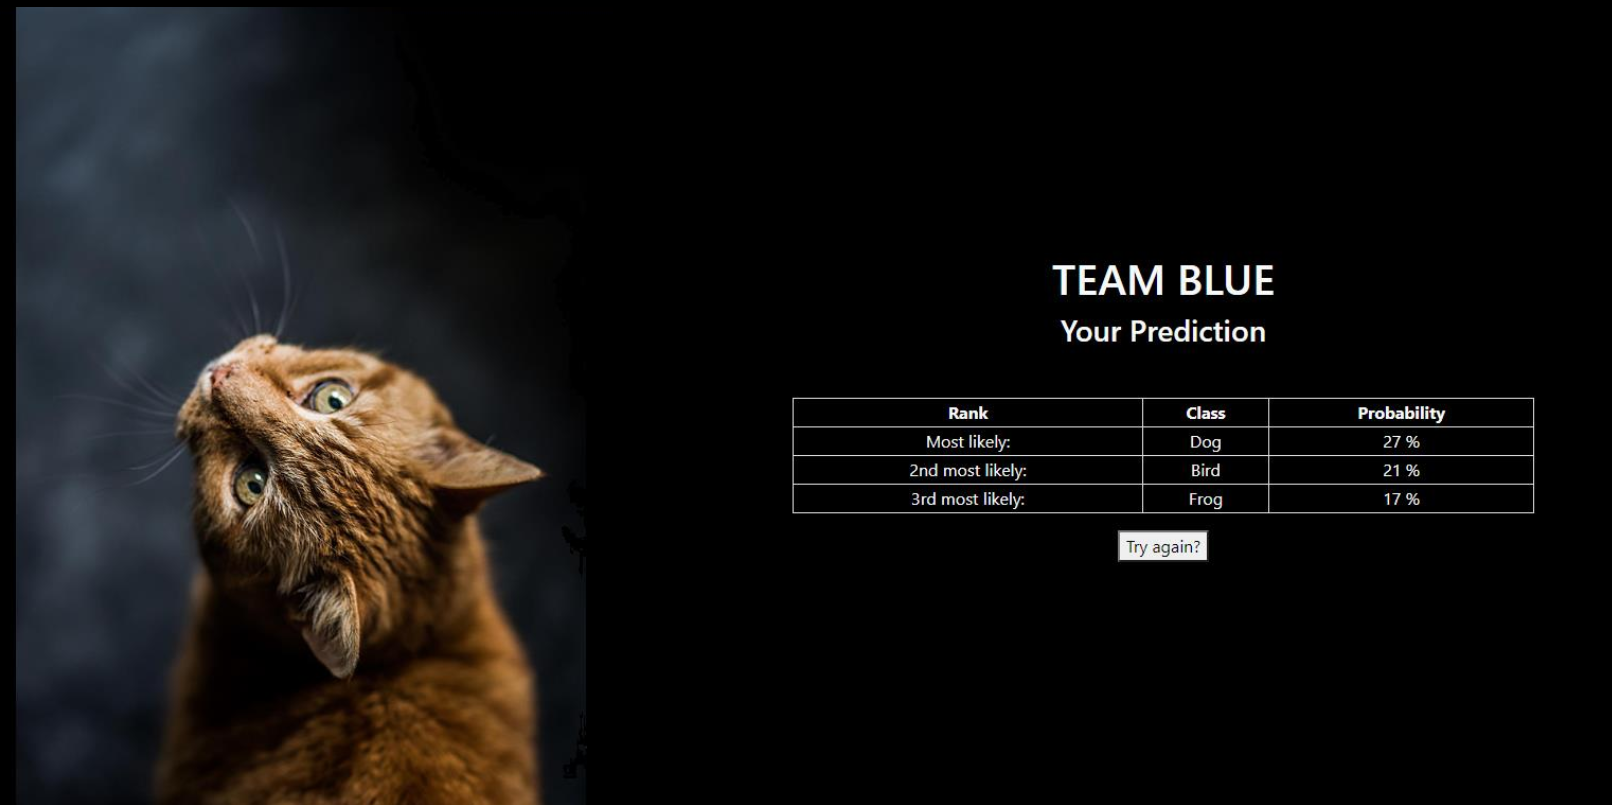 TEAM BLUE
Your Prediction
Rank Class Probability
Most likely: Dog 27 %
2nd most likely: Bird 21 %
3rd most likely: Frog 17 %
Try again?